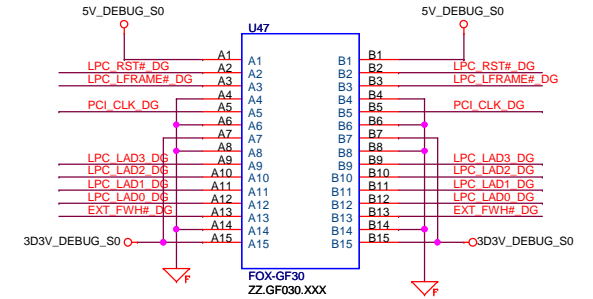 5V_DEBUG_S0 5V_DEBUG_S0
U47
A1 A1 B1 B1
LPC_RST#_DG A2 A2 B2 B2 LPC_RST#_DG
LPC_LFRAME#_DG A3 A3 B3 B3 LPC_LFRAME#_DG
A4 A4 B4 B4
PCI_CLK_DG A5 A5 B5 B5 PCI_CLK_DG
A6 A6 B6 B6
A7 A7 B7 B7
A8 A8 B8 B8
LPC_LAD3_DG A9 A9 B9 B9 LPC_LAD3_DG
LPC_LAD2_DG A10 A10 B10 B10 LPC_LAD2_DG
LPC_LAD1_DG A11 A11 B11 B11 LPC_LAD1_DG
LPC_LAD0_DG A12 A12 B12 B12 LPC_LAD0_DG
EXT_FWH#_DG A13 A13 B13 B13 EXT_FWH#_DG
A14 A14 B14 B14
3D3V_DEBUG_S0 A15 A15 B15 B15 3D3V_DEBUG_S0
F F
FOX-GF30
ZZ.GF030.XXX